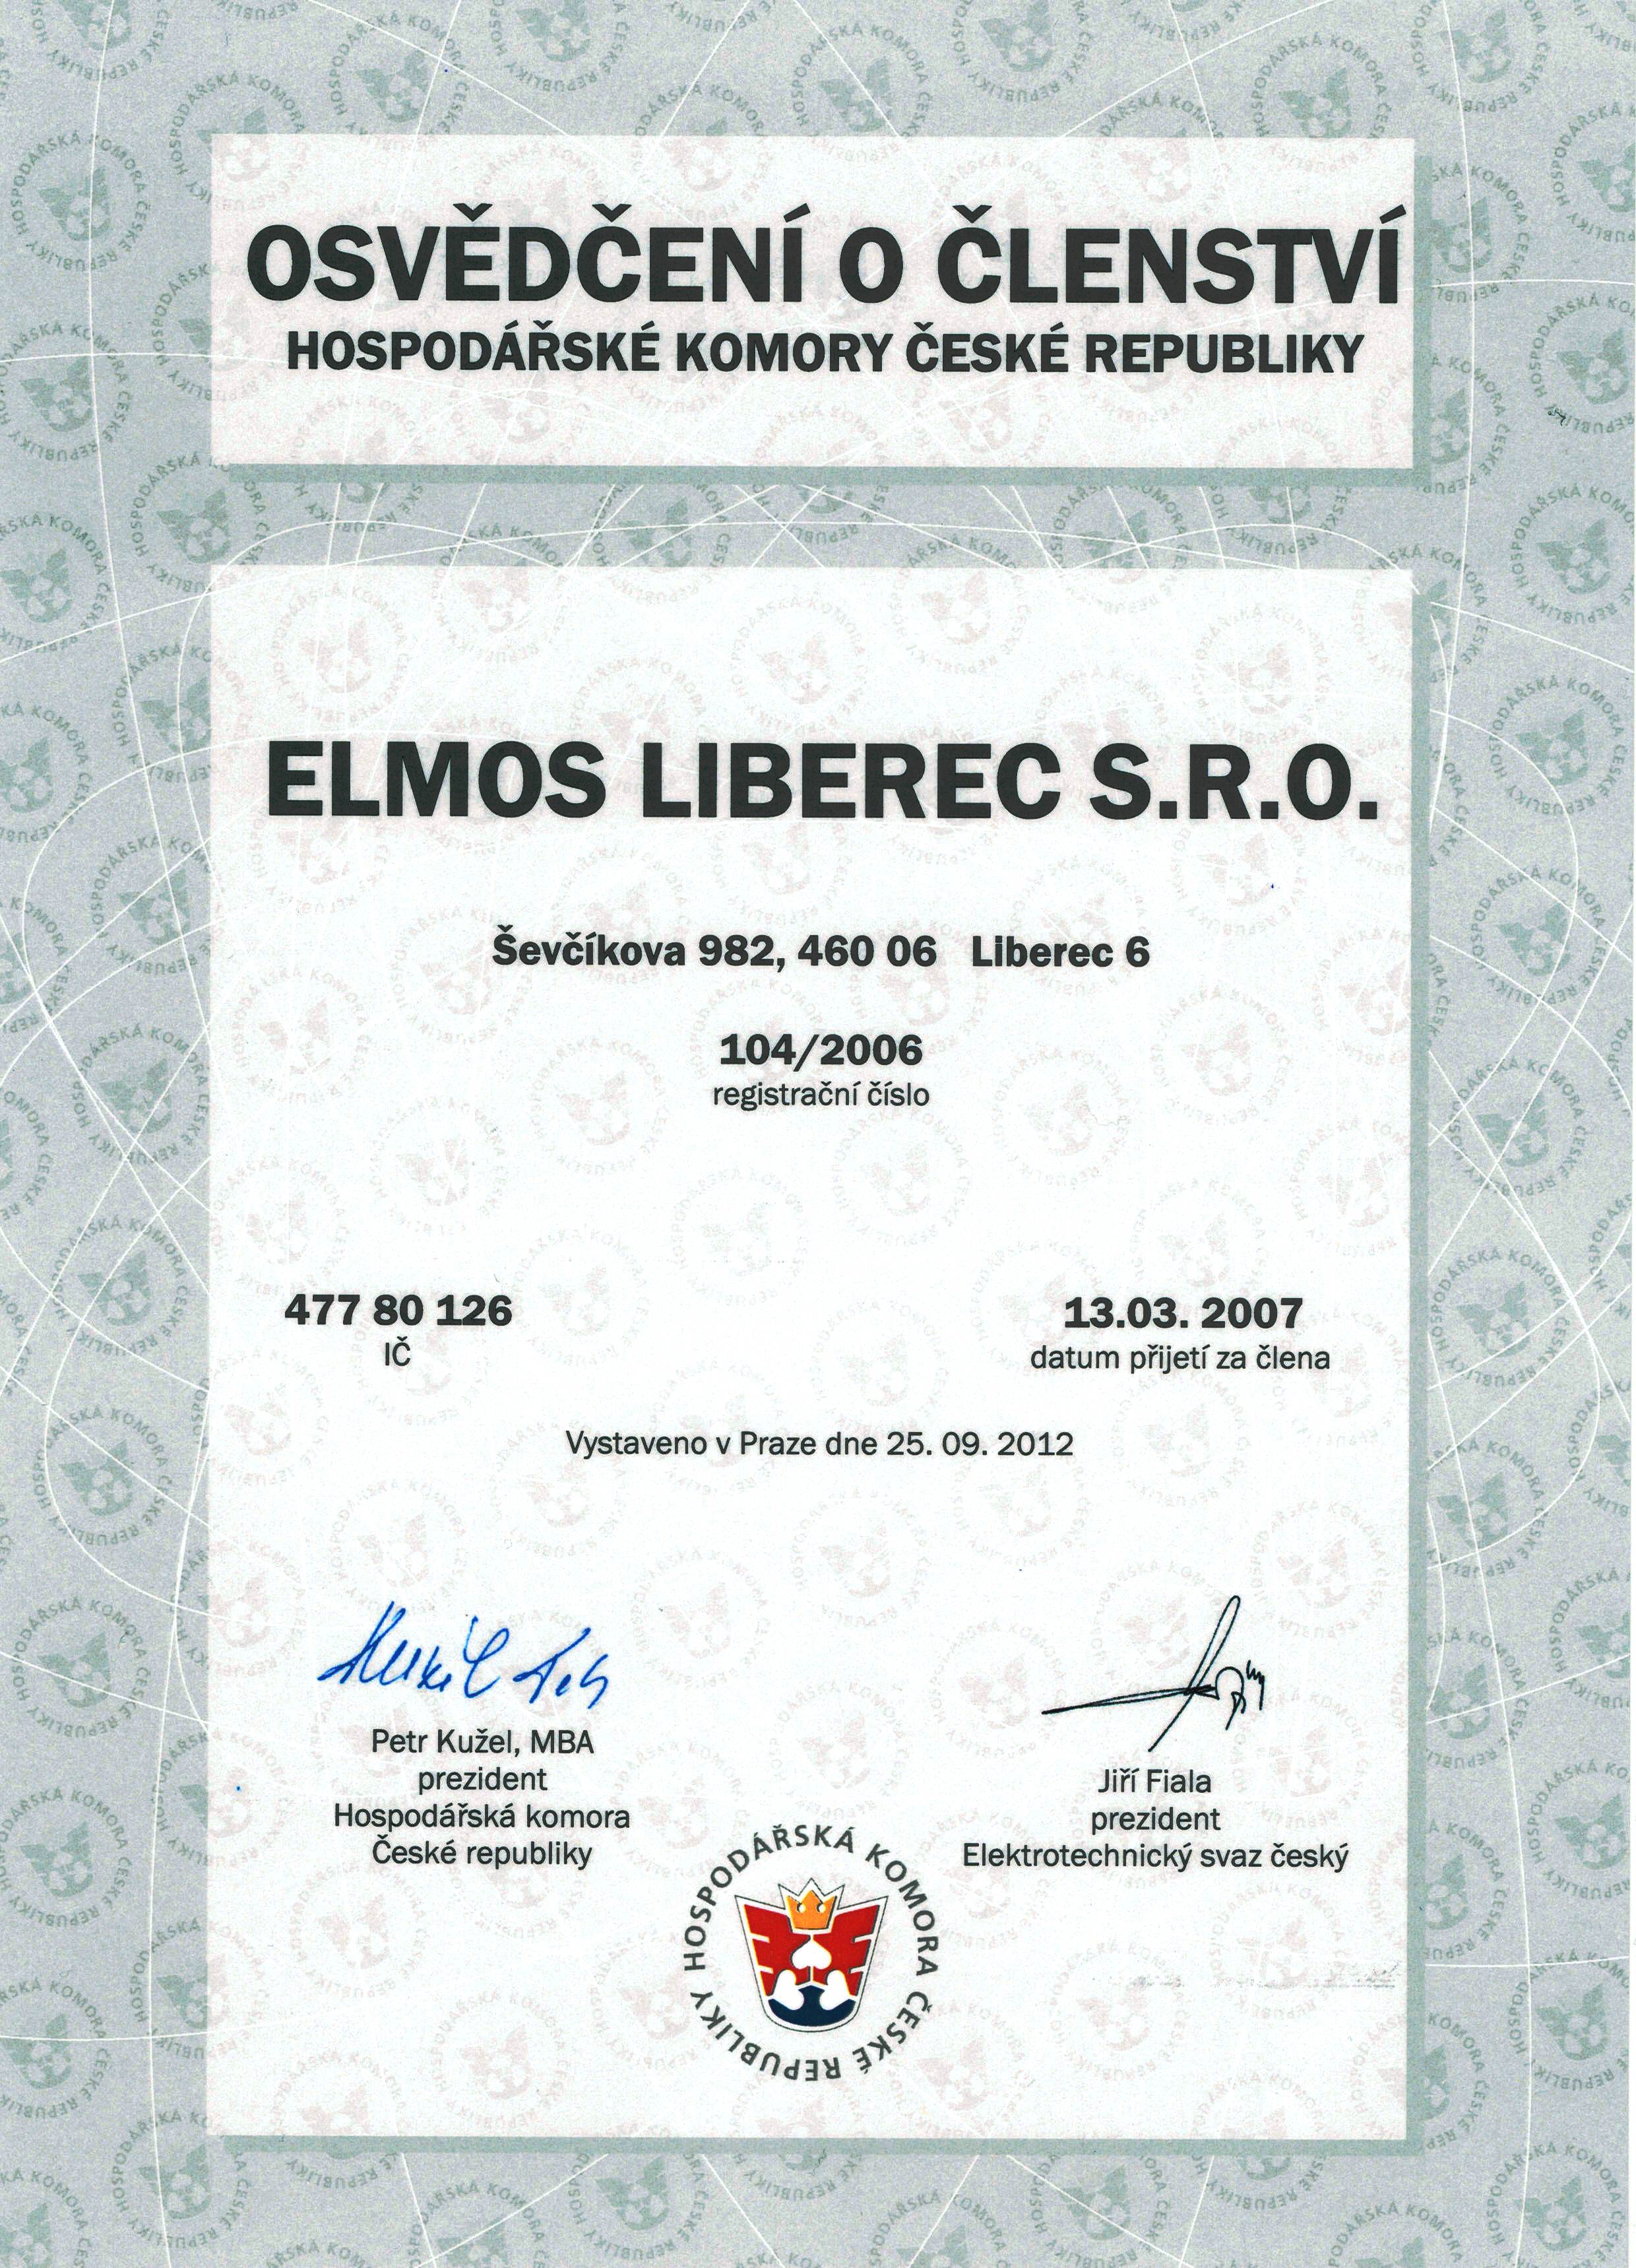 OSVĚDČENÍ O ČLENSTVÍ
HOSPODÁŘSKÉ KOMORY ČESKÉ REPUBLIKY
ELMOS LIBEREC S.R.O.
Ševčíkova 982, 460 06 Liberec 6
104/2006
registrační číslo
477 80 126
IČ
13.03. 2007
datum přijetí za člena
Vystaveno v Praze dne 25. 09. 2012
Petr Kužel, MBA
prezident
Hospodářská komora
České republiky
Jiří Fiala
prezident
Elektrotechnický svaz český
HOSPODÁŘSKÁ KOMORA ČESKÉ REPUBLIKY